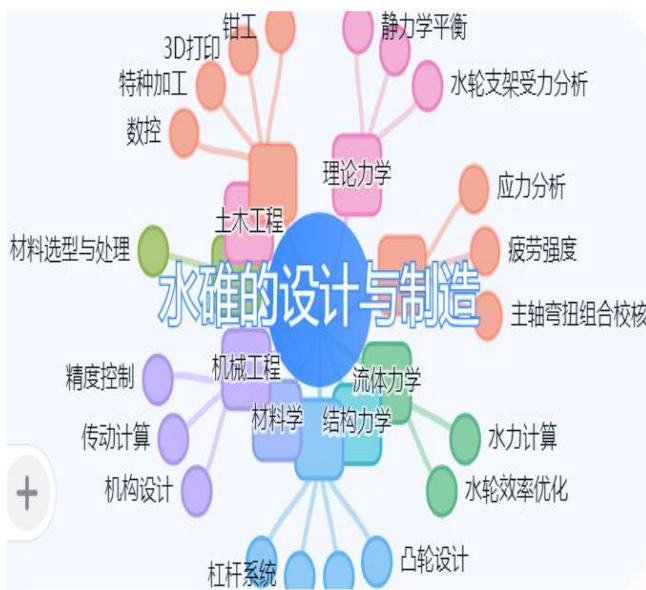 钳工
静力学平衡
3D打印
特种加工
水轮支架受力分析
数控
理论力学
应力分析
土木工程
材料选型与处理
疲劳强度
水碓的设计与制造
主轴弯扭组合校核
机械工程
流体力学
精度控制
材料学
结构力学
传动计算
水力计算
机构设计
水轮效率优化
凸轮设计
杠杆系统